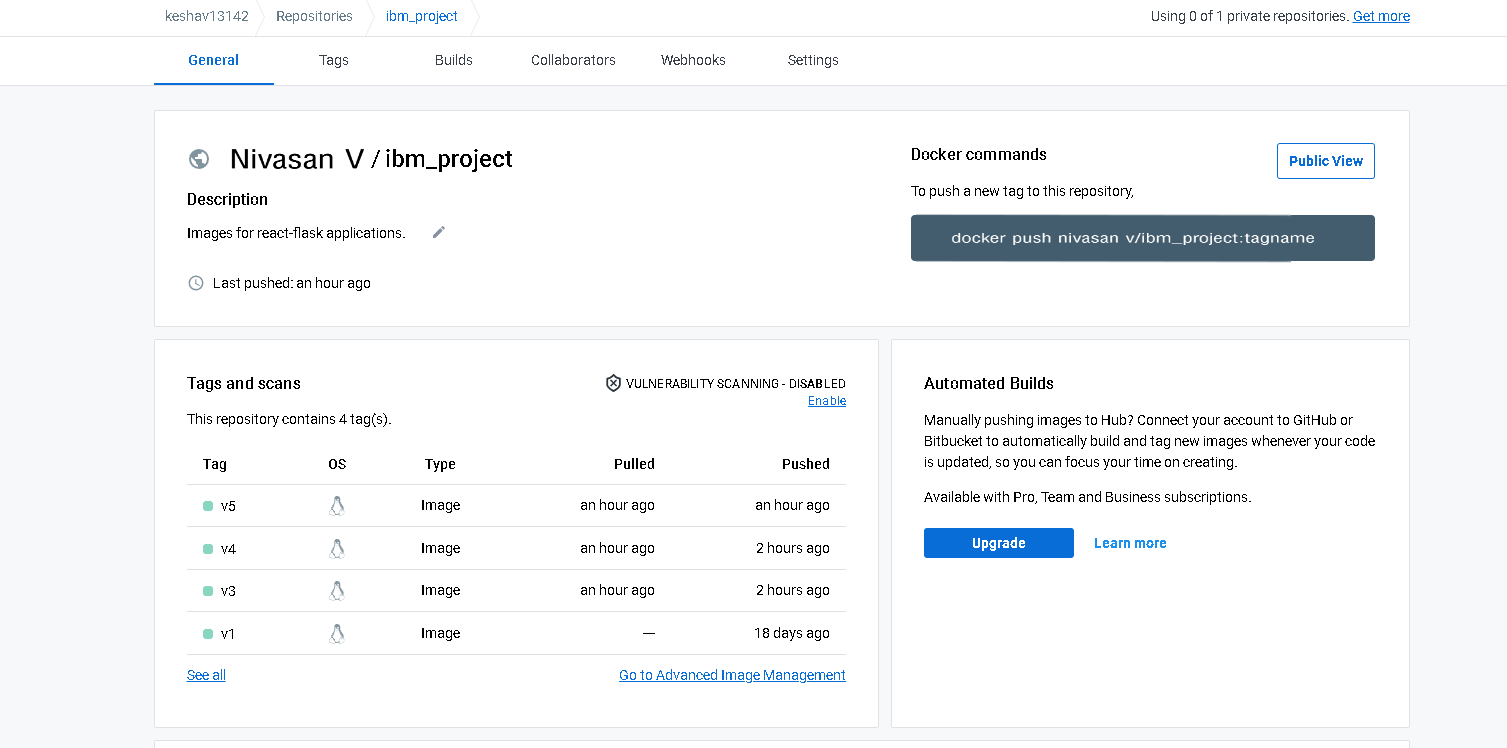 keshav13142 Repositories ibm_project Using 0 of 1 private repositories. Get more
General Tags Builds Collaborators Webhooks Settings
Nivasan V / ibm_project
Description
Images for react-flask applications.
Last pushed: an hour ago
Docker commands
Public View
To push a new tag to this repository,
docker push nivasan v/ibm_project:tagname
Tags and scans
VULNERABILITY SCANNING - DISABLED
Enable
This repository contains 4 tag(s).
Tag OS Type Pulled Pushed
v5 Image an hour ago an hour ago
v4 Image an hour ago 2 hours ago
v3 Image an hour ago 2 hours ago
v1 Image — 18 days ago
See all Go to Advanced Image Management
Automated Builds
Manually pushing images to Hub? Connect your account to GitHub or
Bitbucket to automatically build and tag new images whenever your code
is updated, so you can focus your time on creating.
Available with Pro, Team and Business subscriptions.
Upgrade Learn more